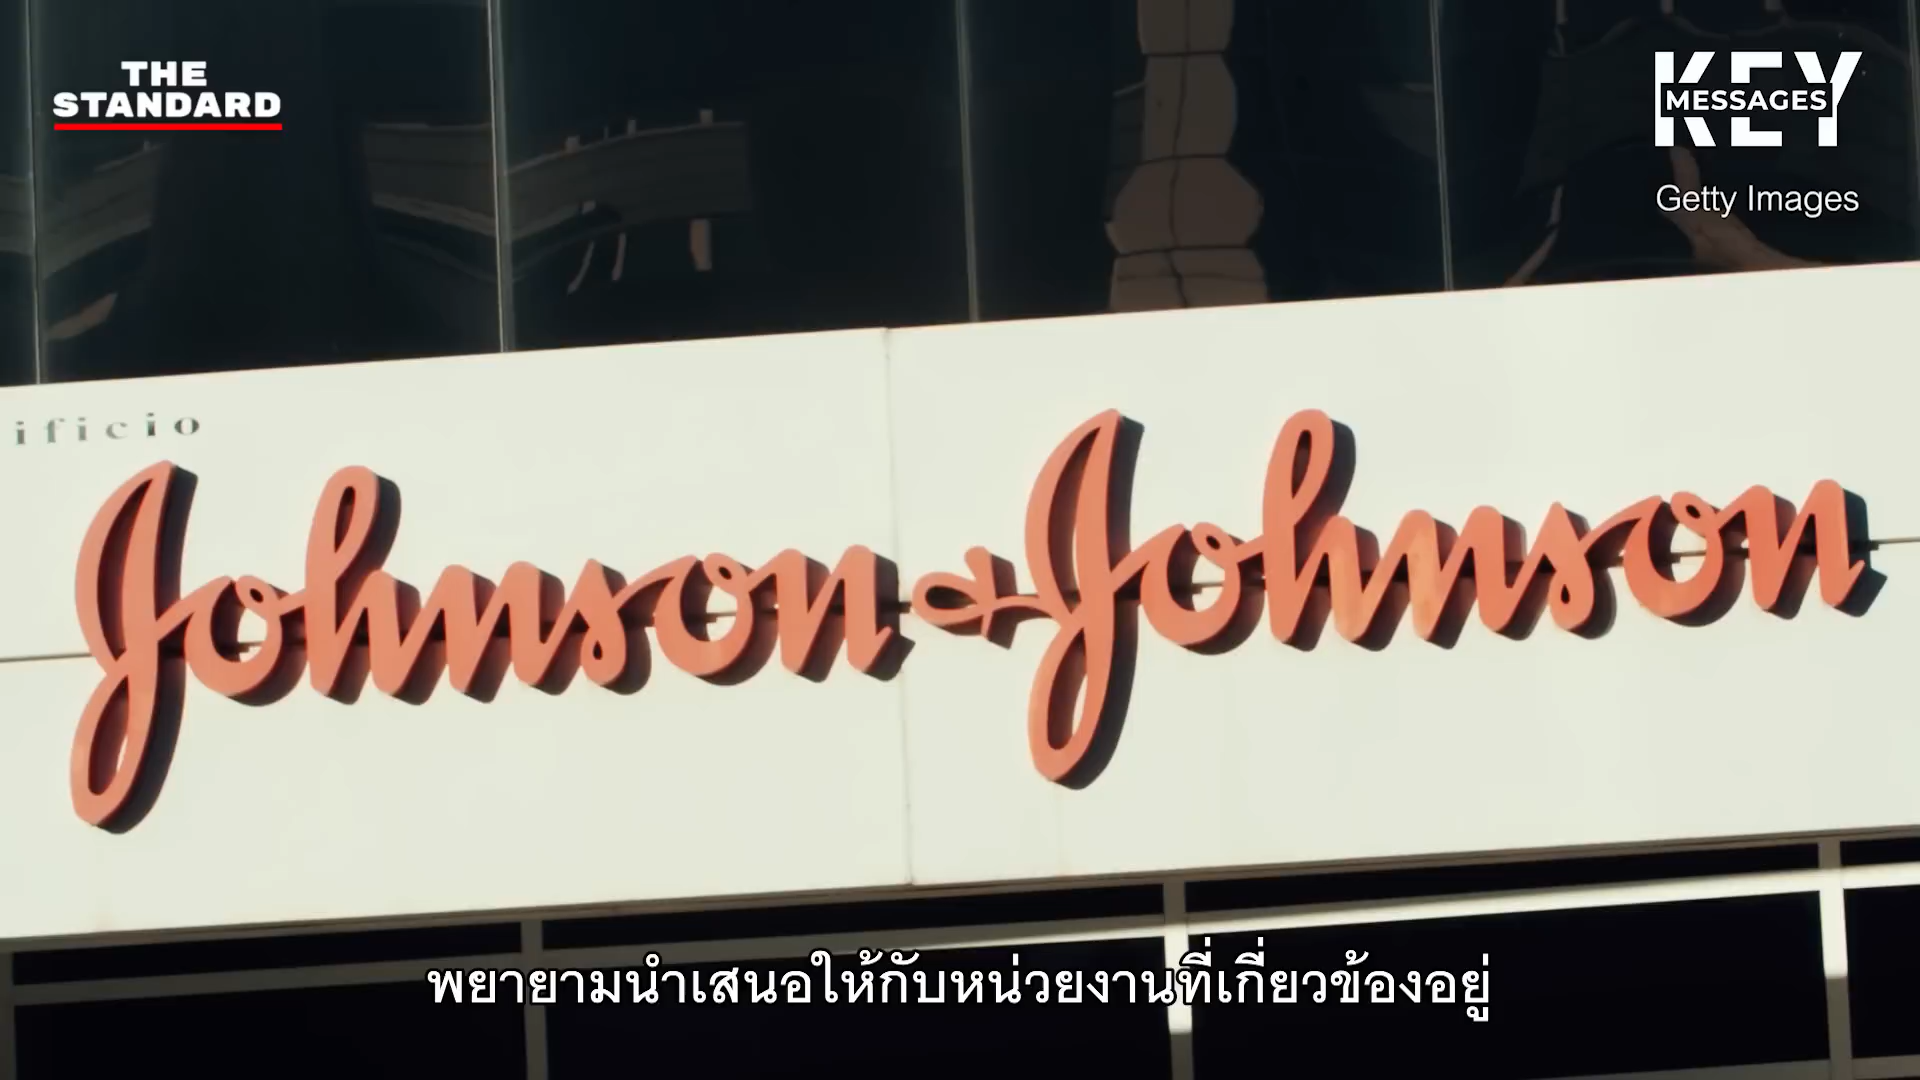 THE
STANDARD
KEY
MESSAGES
Getty Images
ificio
Johnson & Johnson
พยายามนำเสนอให้กับหน่วยงานที่เกี่ยวข้องอยู่